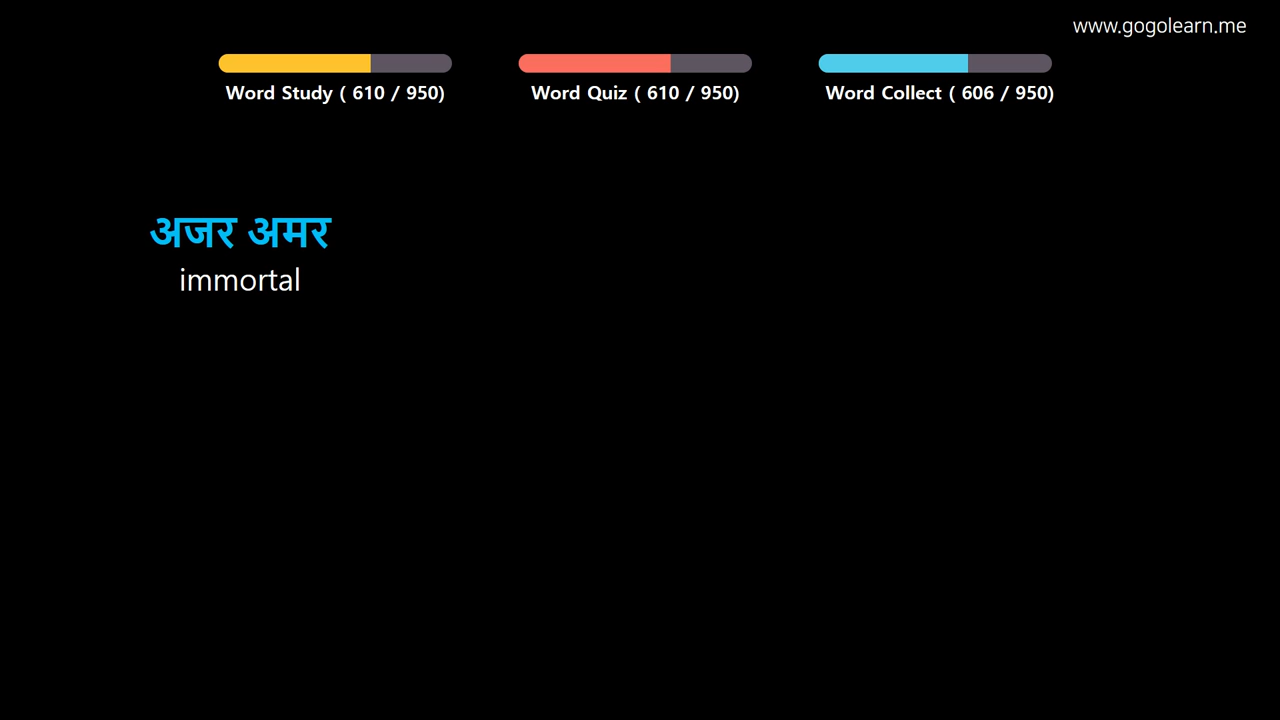 www.gogolearn.me
Word Study ( 610 / 950)
Word Quiz ( 610 / 950)
Word Collect ( 606 / 950)
अजर अमर
immortal